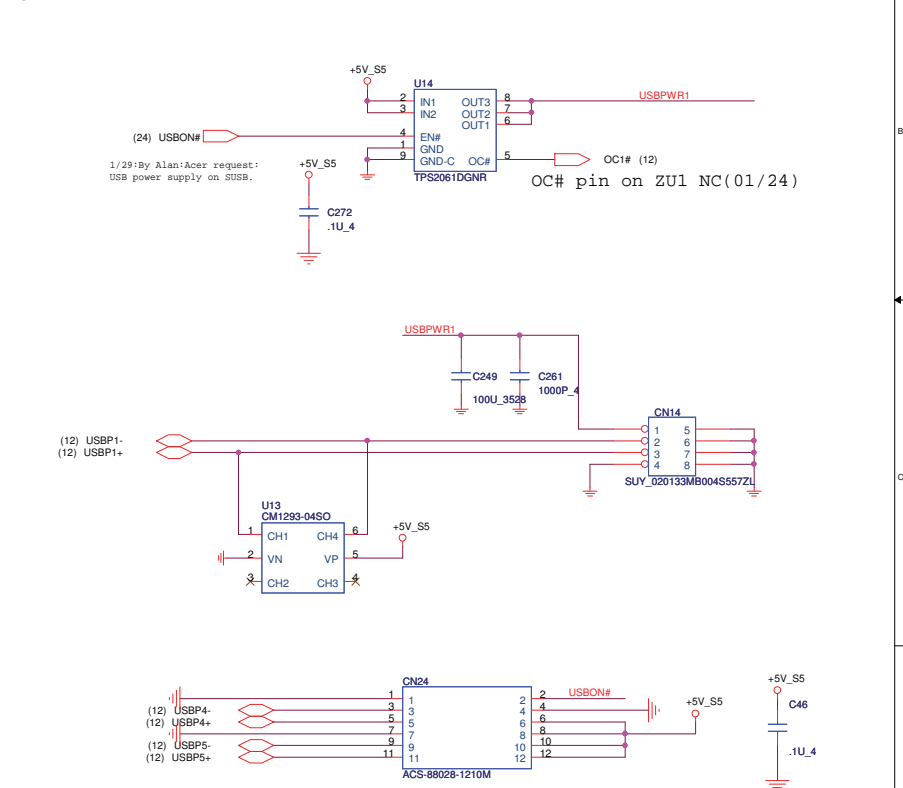 +5V_S5
U14
2 IN1 OUT3 8 USBPWR1
3 IN2 OUT2 7
OUT1 6
B
(24) USBON# 4 EN#
1 GND
9 GND-C OC# 5 OC1# (12)
1/29:By Alan:Acer request:
USB power supply on SUSB.
+5V_S5
TPS2061DGNR
OC# pin on ZU1 NC(01/24)
C272
.1U_4
USBPWR1
C249 C261
100U_3528 1000P_4
CN14
1 5
(12) USBP1- 2 6
(12) USBP1+ 3 7
4 8
C
SUY_020133MB004S557ZL
U13
CM1293-04SO
+5V_S5
1 CH1 CH4 6
2 VN VP 5
3 CH2 CH3 4
CN24
+5V_S5
1 1 2 2 USBON#
(12) USBP4- 3 3 4 4 +5V_S5 C46
(12) USBP4+ 5 5 6 6
7 7 8 8
(12) USBP5- 9 9 10 10
(12) USBP5+ 11 11 12 12 .1U_4
ACS-88028-1210M